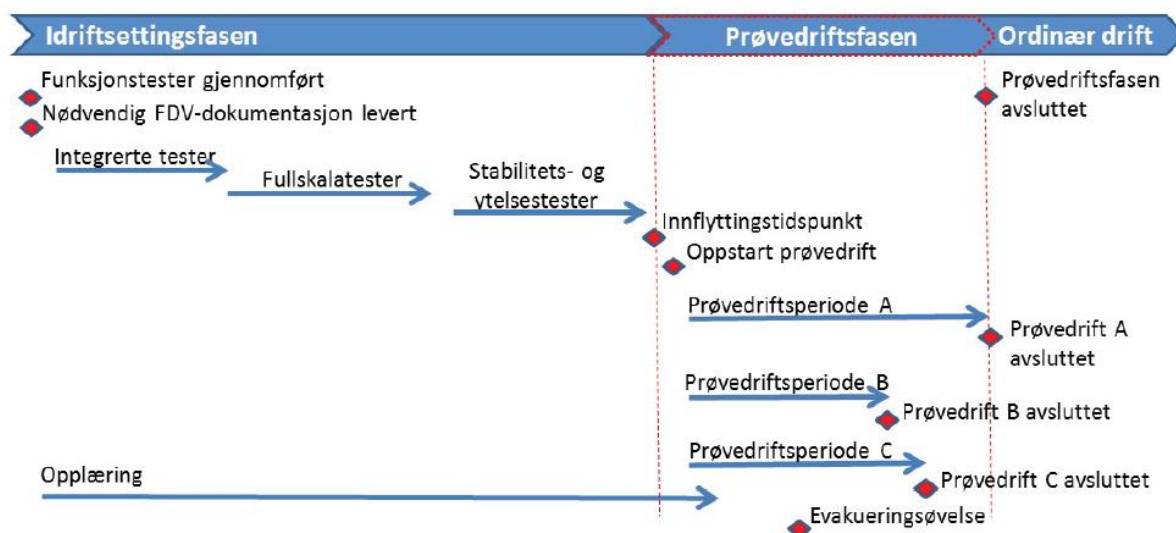 Idriftsettingsfasen
Prøvedriftsfasen
Ordinær drift
Funksjonstester gjennomført
Nødvendig FDV-dokumentasjon levert
Prøvedriftsfasen
avsluttet
Integrerte tester
Fullskalatester
Stabilitets- og
ytelsestester
Innflyttingstidspunkt
Oppstart prøvedrift
Prøvedriftsperiode A
Prøvedrift A
avsluttet
Prøvedriftsperiode B
Prøvedrift B avsluttet
Prøvedriftsperiode C
Prøvedrift C avsluttet
Opplæring
Evakueringsøvelse